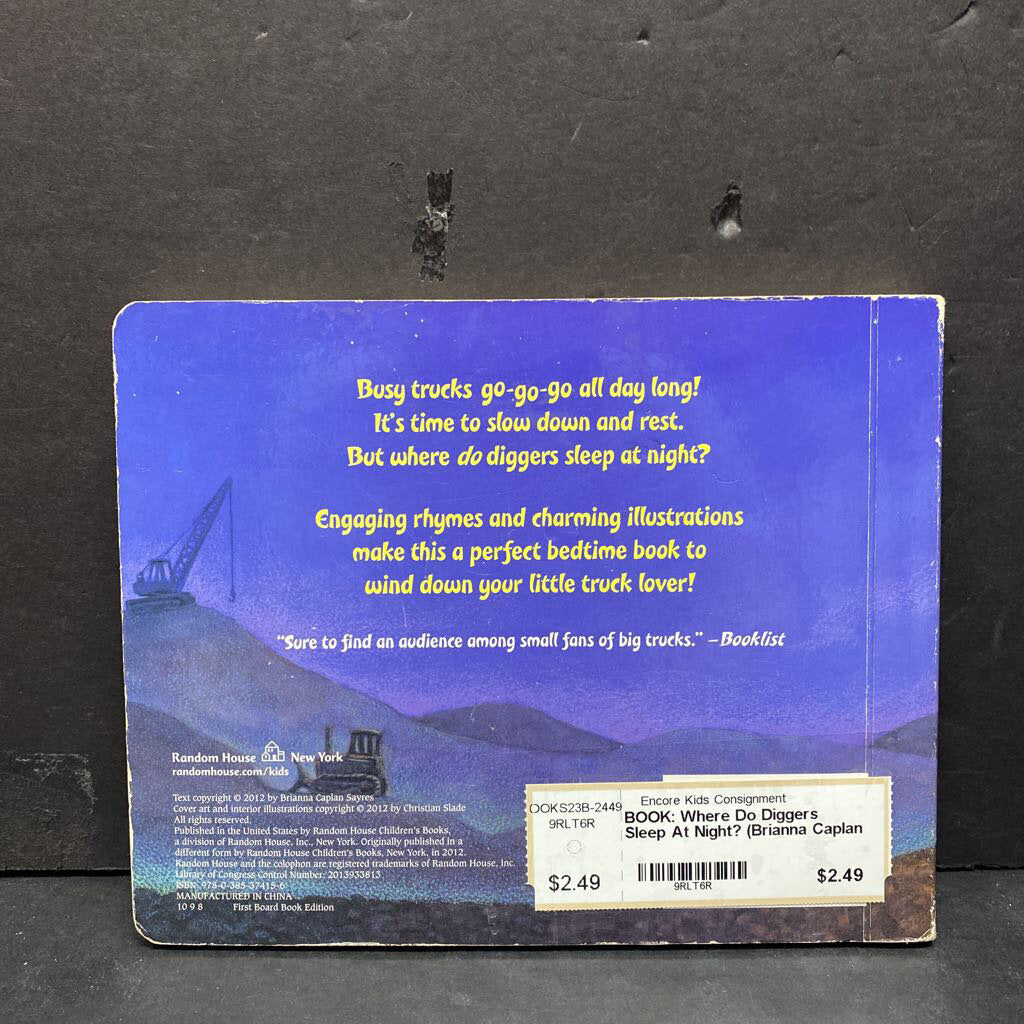 Busy trucks go-go-go all day long!
It's time to slow down and rest.
But where do diggers sleep at night?
Engaging rhymes and charming illustrations
make this a perfect bedtime book to
wind down your little truck lover!
"Sure to find an audience among small fans of big trucks." –Booklist
Random House New York
randomhouse.com/kids
Text copyright © 2012 by Brianna Caplan Sayres
Cover art and interior illustrations copyright © 2012 by Christian Slade
All rights reserved.
Published in the United States by Random House Children's Books,
a division of Random House, Inc., New York. Originally published in a
different form by Random House Children's Books, New York, in 2012.
Random House and the colophon are registered trademarks of Random House, Inc.
Library of Congress Control Number: 2013933813
ISBN: 978-0-385-37415-6
MANUFACTURED IN CHINA
10 9 8 First Board Book Edition
OOKS23B-2449
9RLT6R
$2.49
Encore Kids Consignment
BOOK: Where Do Diggers
Sleep At Night? (Brianna Caplan
9RLT6R
$2.49